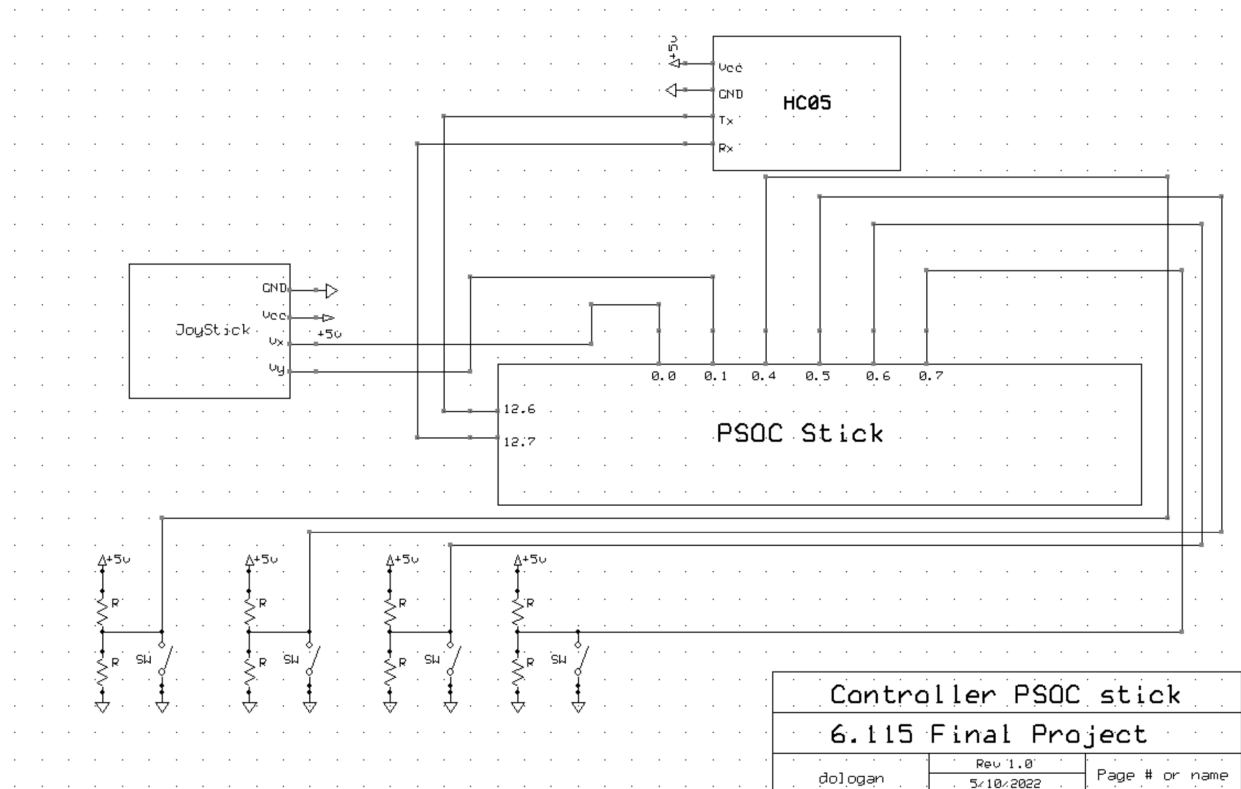 +5v
Vcc
GND
HC05
Tx
Rx
GND
Vcc
JoyStick
+5v
Vx
Vy
0.0 0.1 0.4 0.5 0.6 0.7
12.6
PSOC Stick
12.7
+5v +5v +5v +5v
R R R R
R SW R SW R SW R SW
Controller PSOC stick
6.115 Final Project
dologan
Rev 1.0
5/10/2022
Page # or name